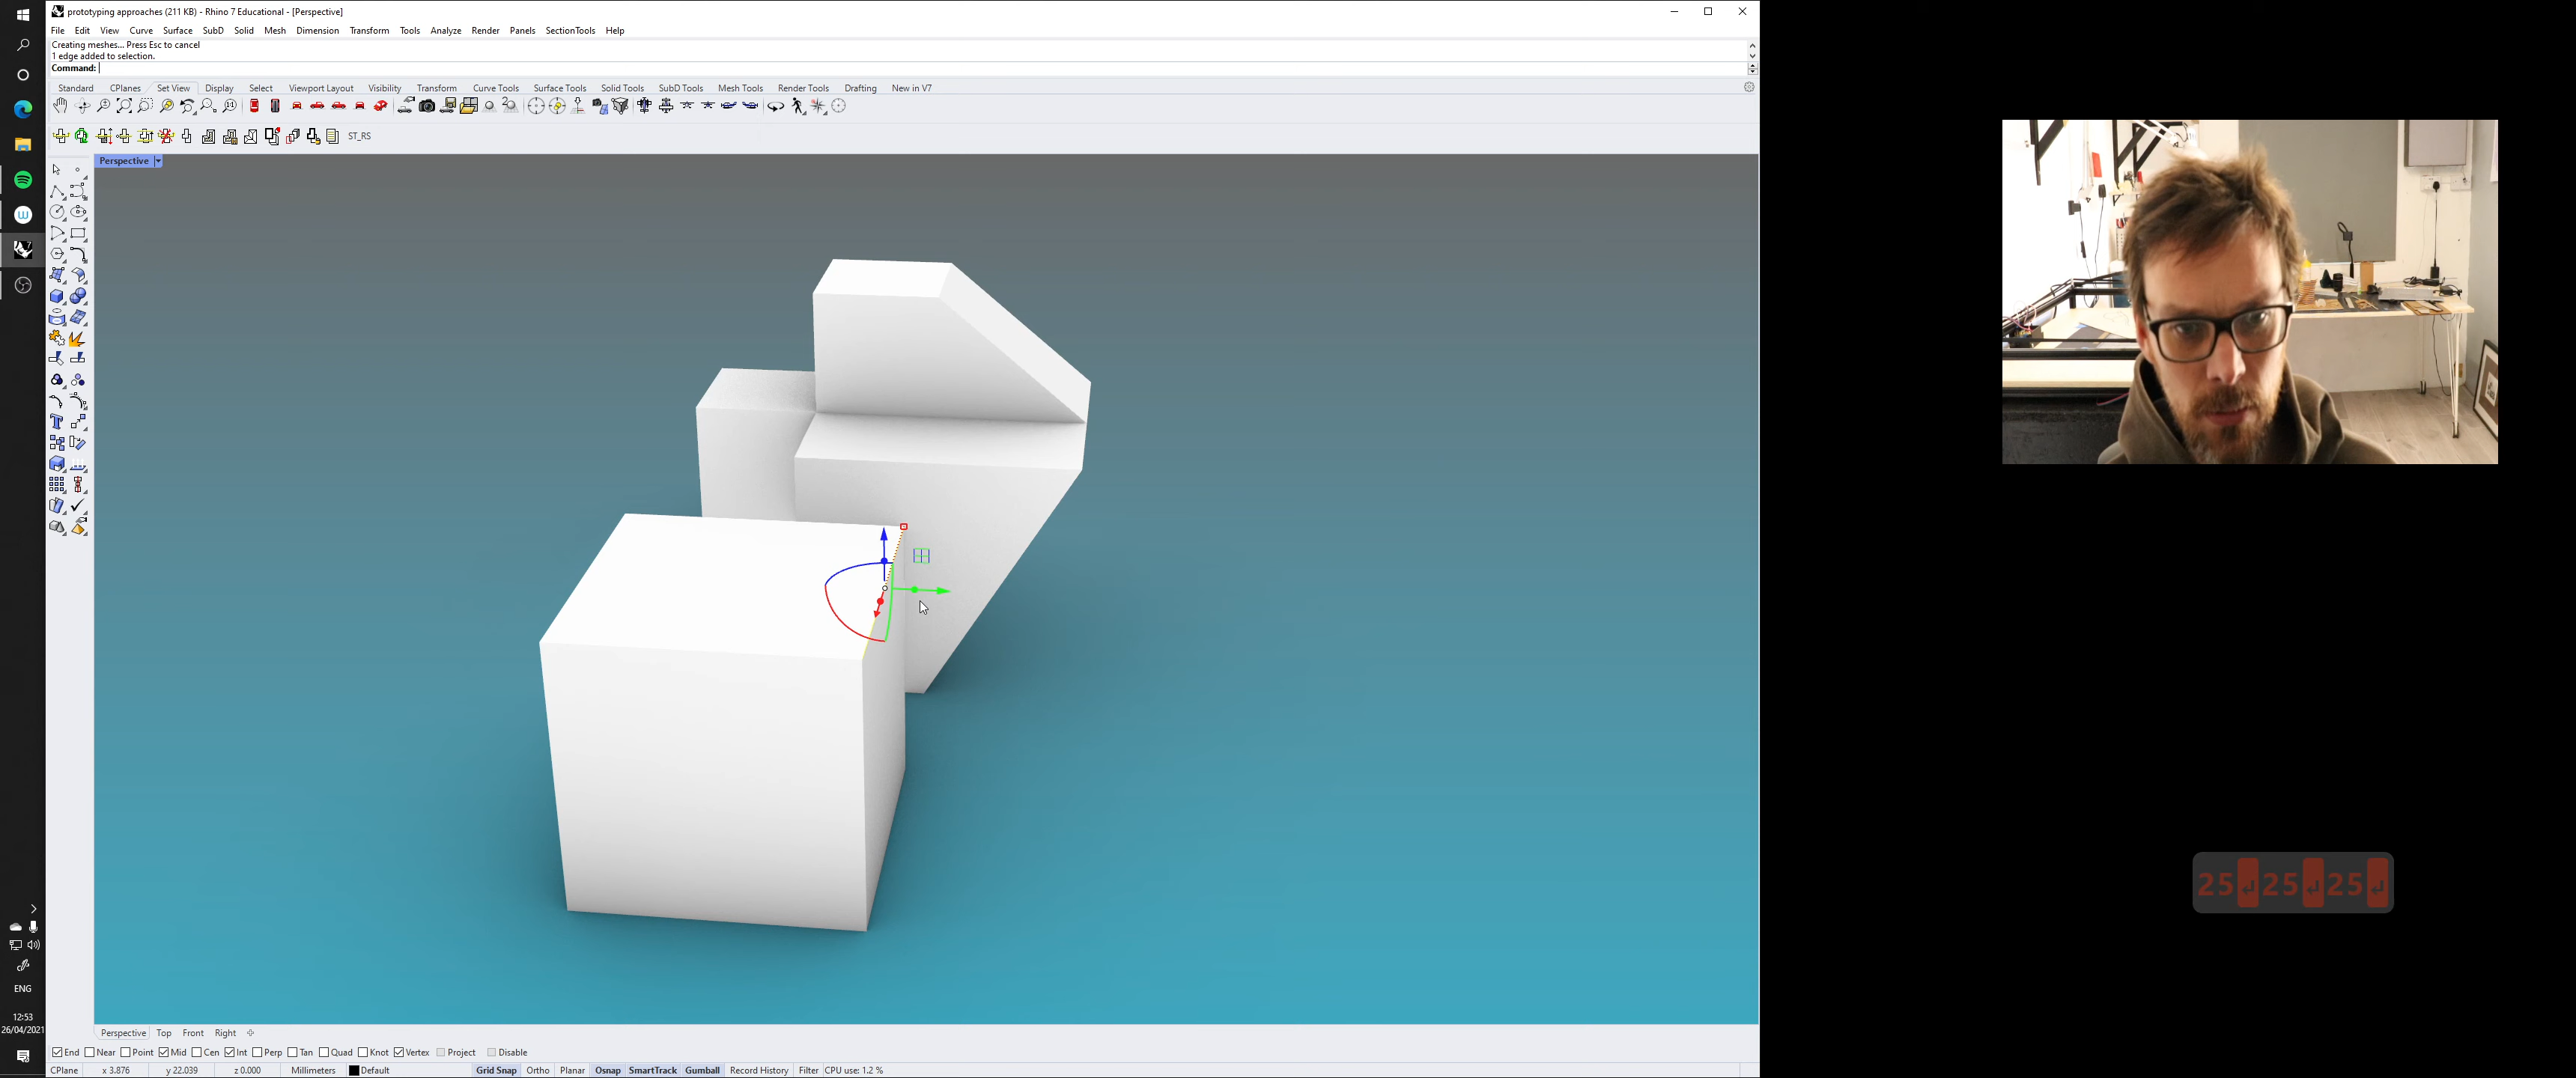 prototyping approaches (211 KB) - Rhino 7 Educational - [Perspective]
File Edit View Curve Surface SubD Solid Mesh Dimension Transform Tools Analyze Render Panels SectionTools Help
Creating meshes... Press Esc to cancel
1 edge added to selection.
Command:
Standard CPlanes Set View Display Select Viewport Layout Visibility Transform Curve Tools Surface Tools Solid Tools SubD Tools Mesh Tools Render Tools Drafting New in V7
ST_RS
Perspective
25↵25↵25↵
ENG
12:53
26/04/2021
Perspective Top Front Right
End Near Point Mid Cen Int Perp Tan Quad Knot Vertex Project Disable
CPlane x 3.876 y 22.039 z 0.000 Millimeters Default Grid Snap Ortho Planar Osnap SmartTrack Gumball Record History Filter CPU use: 1.2 %